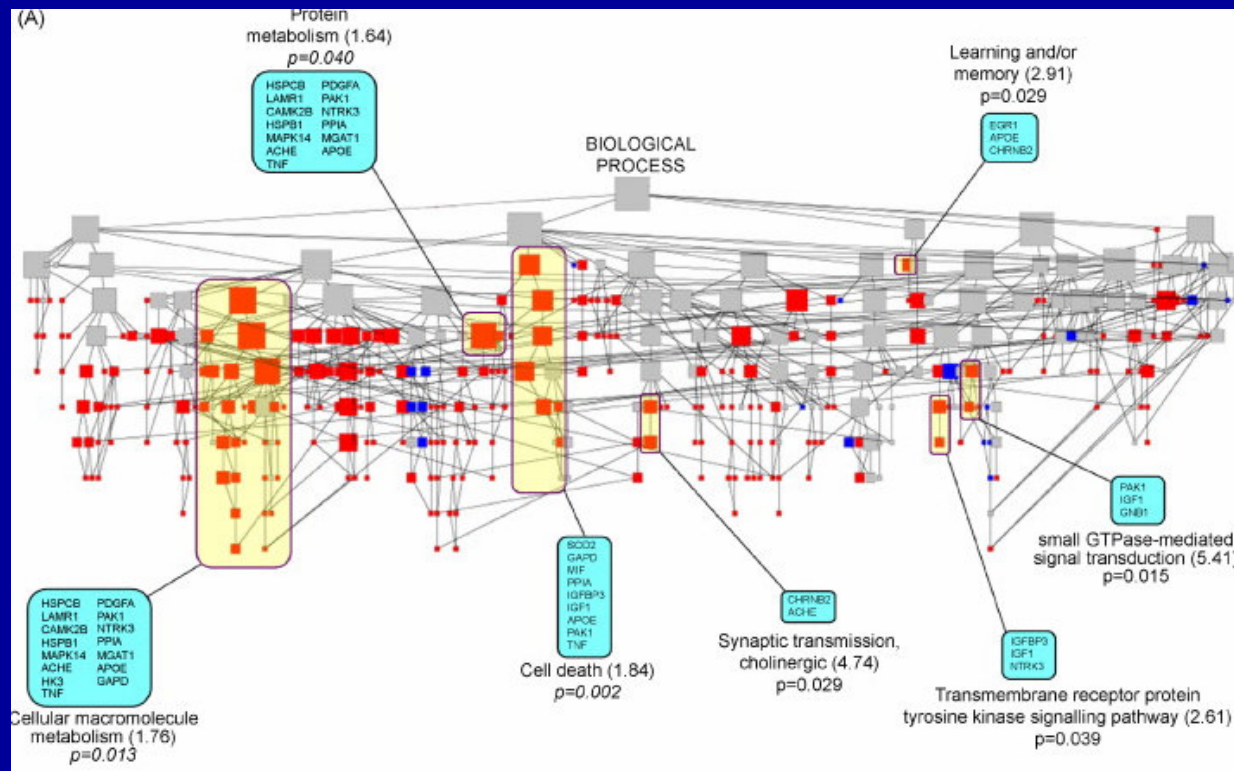 (A)
Protein
metabolism (1.64)
p=0.040
HSPCB PDGFA
LAMR1 PAK1
CAMK2B NTRK3
HSPB1 PPIA
MAPK14 MGAT1
ACHE APOE
TNF
Learning and/or
memory (2.91)
p=0.029
EGR1
APOE
CHRNB2
BIOLOGICAL
PROCESS
HSPCB PDGFA
LAMR1 PAK1
CAMK2B NTRK3
HSPB1 PPIA
MAPK14 MGAT1
ACHE APOE
HK3 GAPD
TNF
Cellular macromolecule
metabolism (1.76)
p=0.013
SOD2
GAPD
MIF
PPIA
IGFBP3
IGF1
APOE
PAK1
TNF
Cell death (1.84)
p=0.002
CHRNB2
ACHE
Synaptic transmission,
cholinergic (4.74)
p=0.029
PAK1
IGF1
GNB1
small GTPase-mediated
signal transduction (5.41)
p=0.015
IGFBP3
IGF1
NTRK3
Transmembrane receptor protein
tyrosine kinase signalling pathway (2.61)
p=0.039